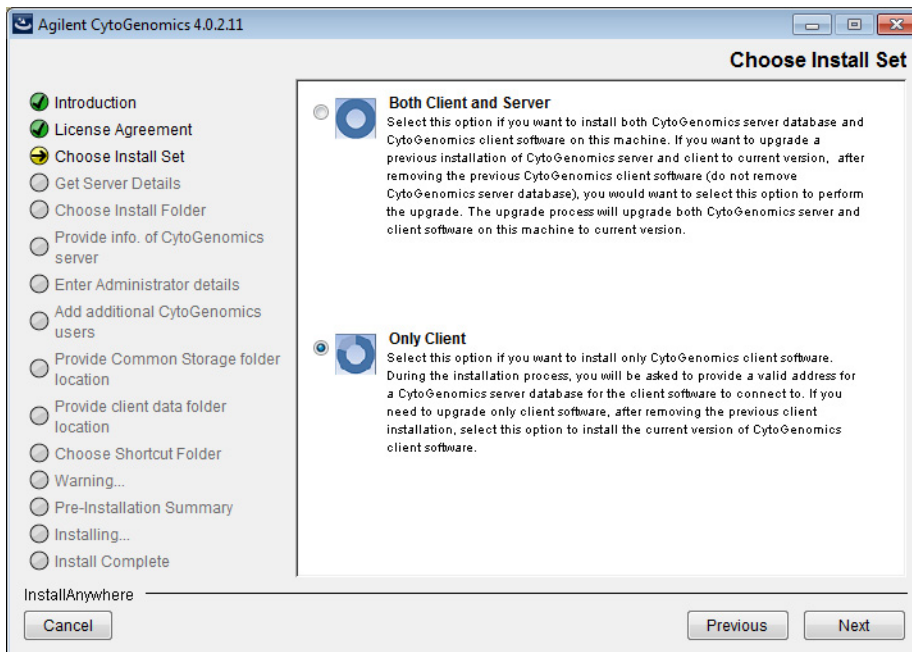 Agilent CytoGenomics 4.0.2.11
Choose Install Set
Introduction
License Agreement
Choose Install Set
Get Server Details
Choose Install Folder
Provide info. of CytoGenomics
server
Enter Administrator details
Add additional CytoGenomics
users
Provide Common Storage folder
location
Provide client data folder
location
Choose Shortcut Folder
Warning...
Pre-Installation Summary
Installing...
Install Complete
Both Client and Server
Select this option if you want to install both CytoGenomics server database and
CytoGenomics client software on this machine. If you want to upgrade a
previous installation of CytoGenomics server and client to current version, after
removing the previous CytoGenomics client software (do not remove
CytoGenomics server database), you would want to select this option to perform
the upgrade. The upgrade process will upgrade both CytoGenomics server and
client software on this machine to current version.
Only Client
Select this option if you want to install only CytoGenomics client software.
During the installation process, you will be asked to provide a valid address for
a CytoGenomics server database for the client software to connect to. If you
need to upgrade only client software, after removing the previous client
installation, select this option to install the current version of CytoGenomics
client software.
InstallAnywhere
Cancel
Previous
Next